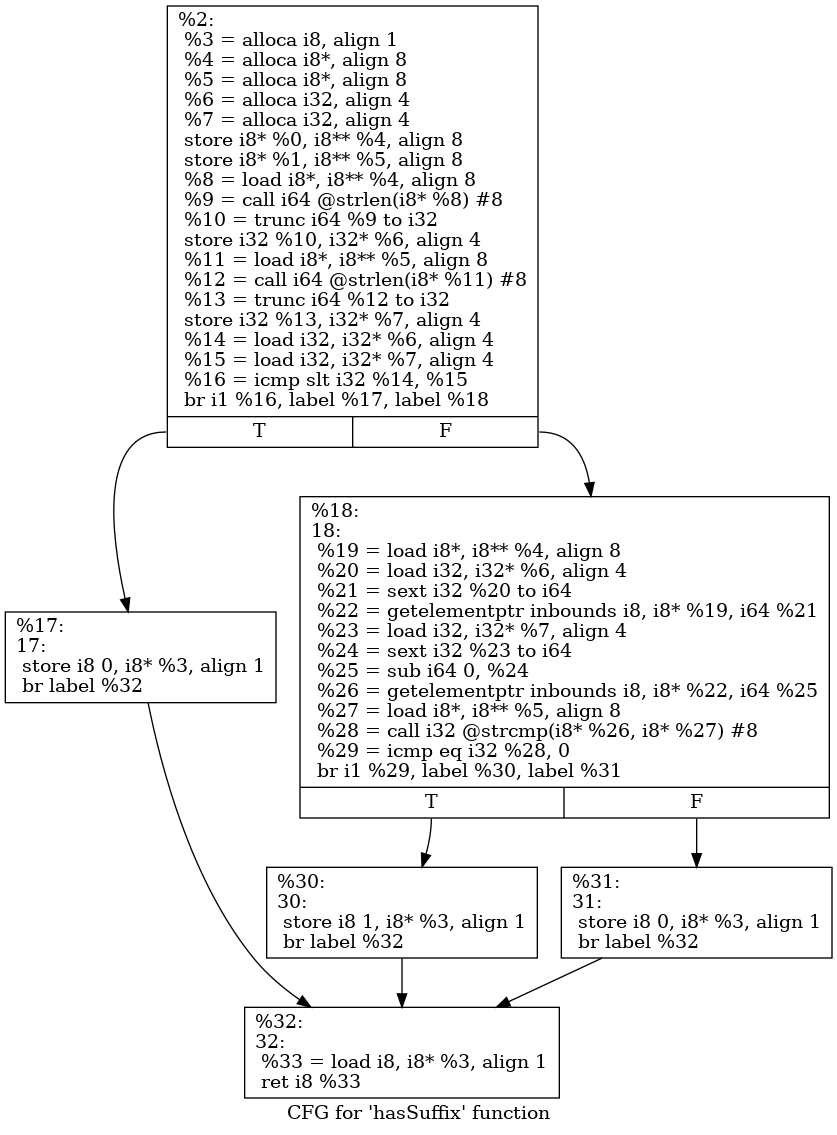 %2:
%3 = alloca i8, align 1
%4 = alloca i8*, align 8
%5 = alloca i8*, align 8
%6 = alloca i32, align 4
%7 = alloca i32, align 4
store i8* %0, i8** %4, align 8
store i8* %1, i8** %5, align 8
%8 = load i8*, i8** %4, align 8
%9 = call i64 @strlen(i8* %8) #8
%10 = trunc i64 %9 to i32
store i32 %10, i32* %6, align 4
%11 = load i8*, i8** %5, align 8
%12 = call i64 @strlen(i8* %11) #8
%13 = trunc i64 %12 to i32
store i32 %13, i32* %7, align 4
%14 = load i32, i32* %6, align 4
%15 = load i32, i32* %7, align 4
%16 = icmp slt i32 %14, %15
br i1 %16, label %17, label %18
T F
%18:
18:
%19 = load i8*, i8** %4, align 8
%20 = load i32, i32* %6, align 4
%21 = sext i32 %20 to i64
%22 = getelementptr inbounds i8, i8* %19, i64 %21
%23 = load i32, i32* %7, align 4
%24 = sext i32 %23 to i64
%25 = sub i64 0, %24
%26 = getelementptr inbounds i8, i8* %22, i64 %25
%27 = load i8*, i8** %5, align 8
%28 = call i32 @strcmp(i8* %26, i8* %27) #8
%29 = icmp eq i32 %28, 0
br i1 %29, label %30, label %31
T F
%17:
17:
store i8 0, i8* %3, align 1
br label %32
%30:
30:
store i8 1, i8* %3, align 1
br label %32
%31:
31:
store i8 0, i8* %3, align 1
br label %32
%32:
32:
%33 = load i8, i8* %3, align 1
ret i8 %33
CFG for 'hasSuffix' function